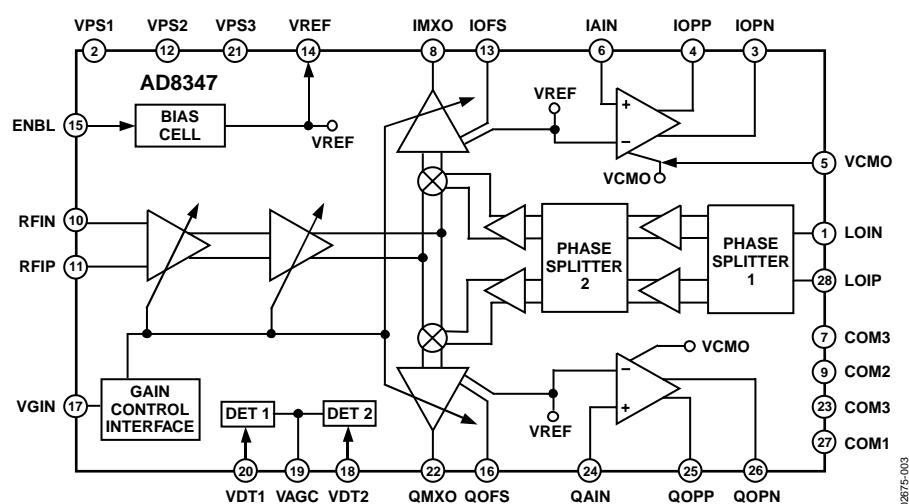 VPS1 VPS2 VPS3 VREF IMXO IOFS IAIN IOPP IOPN
2 12 21 14 8 13 6 4 3
AD8347
ENBL 15
BIAS
CELL
VREF
VREF
+
−
VCMO
5 VCMO
RFIN 10
RFIP 11
PHASE
SPLITTER
2
PHASE
SPLITTER
1
1 LOIN
28 LOIP
7 COM3
9 COM2
23 COM3
27 COM1
VCMO
−
+
VREF
VGIN 17
GAIN
CONTROL
INTERFACE
DET 1
DET 2
20 19 18 22 16 24 25 26
VDT1 VAGC VDT2 QMXO QOFS QAIN QOPP QOPN
02675-003